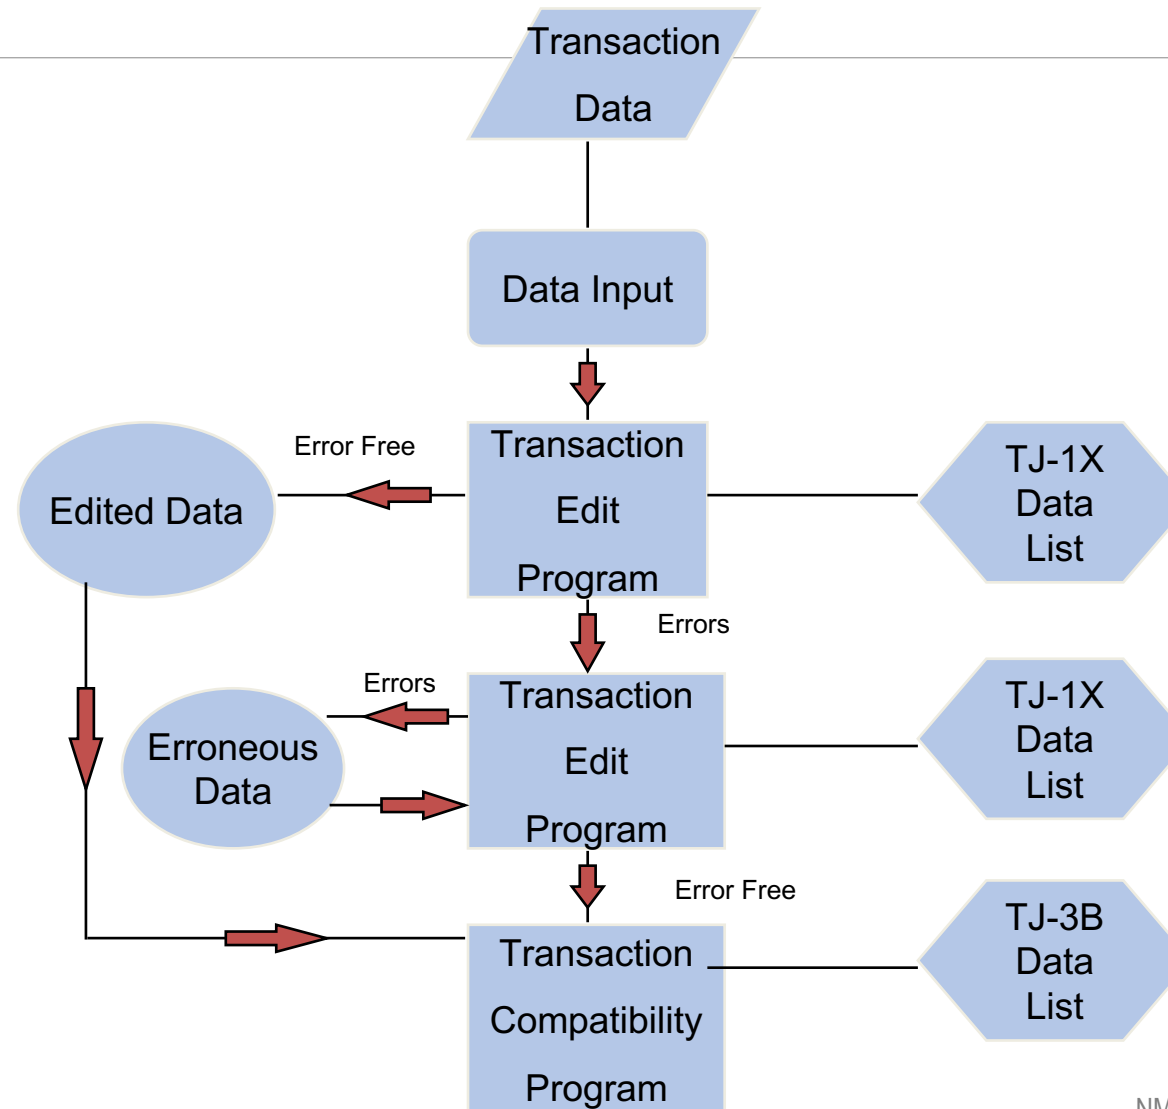 Transaction
Data
Data Input
Error Free
Transaction
Edit
Program
TJ-1X
Data
List
Edited Data
Errors
Errors
Transaction
Edit
Program
TJ-1X
Data
List
Erroneous
Data
Error Free
Transaction
Compatibility
Program
TJ-3B
Data
List
NM